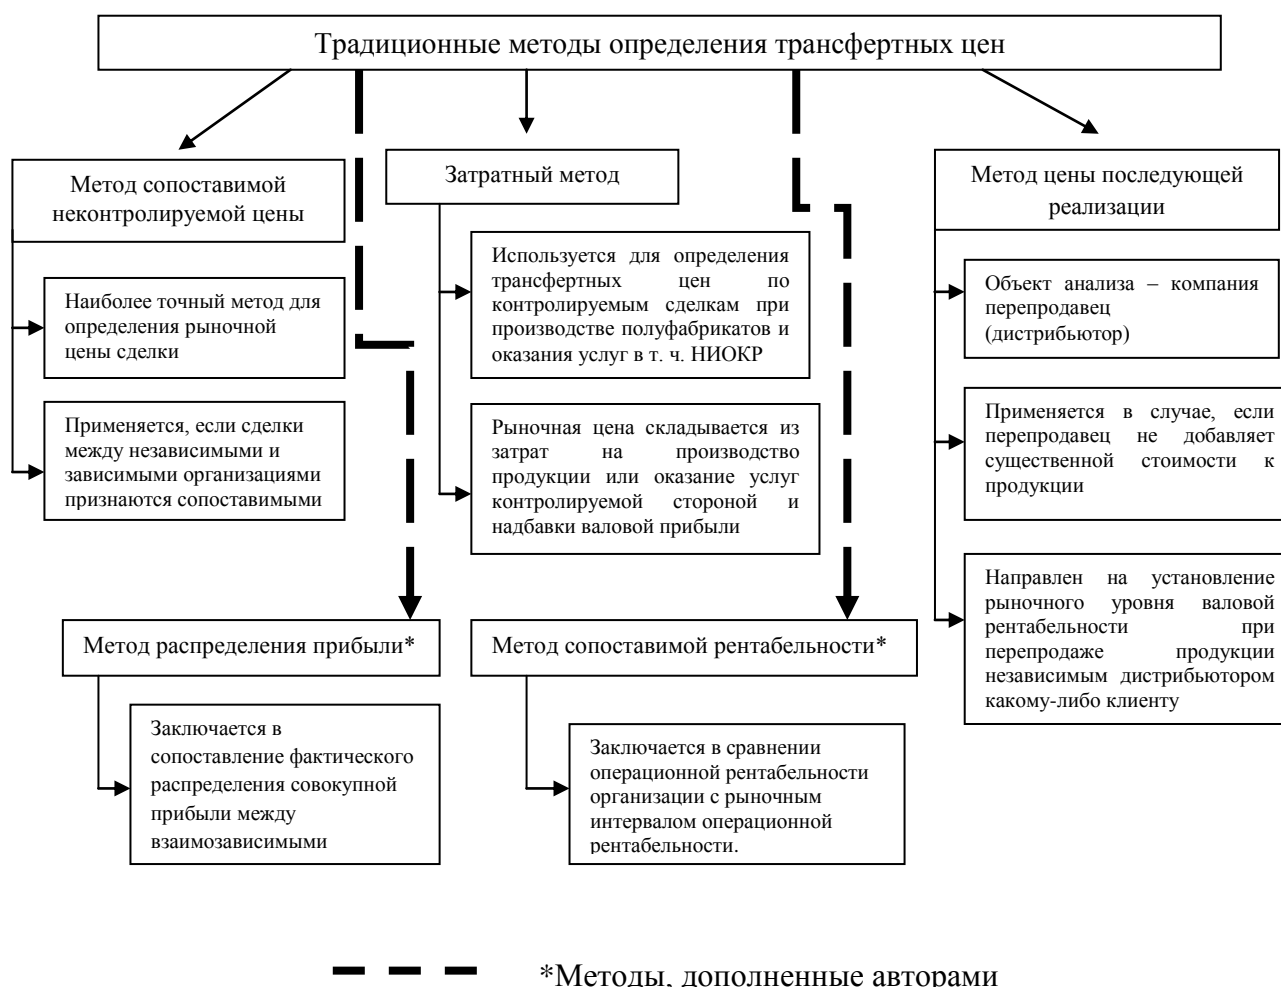 Традиционные методы определения трансфертных цен
Метод сопоставимой
неконтролируемой цены
Наиболее точный метод для
определения рыночной
цены сделки
Применяется, если сделки
между независимыми и
зависимыми организациями
признаются сопоставимыми
Затратный метод
Используется для определения
трансфертных цен по
контролируемым сделкам при
производстве полуфабрикатов и
оказания услуг в т. ч. НИОКР
Рыночная цена складывается из
затрат на производство
продукции или оказание услуг
контролируемой стороной и
надбавки валовой прибыли
Метод цены последующей
реализации
Объект анализа – компания
перепродавец
(дистрибьютор)
Применяется в случае, если
перепродавец не добавляет
существенной стоимости к
продукции
Направлен на установление
рыночного уровня валовой
рентабельности при
перепродаже продукции
независимым дистрибьютором
какому-либо клиенту
Метод распределения прибыли*
Заключается в
сопоставление фактического
распределения совокупной
прибыли между
взаимозависимыми
Метод сопоставимой рентабельности*
Заключается в сравнении
операционной рентабельности
организации с рыночным
интервалом операционной
рентабельности.
*Методы, дополненные авторами